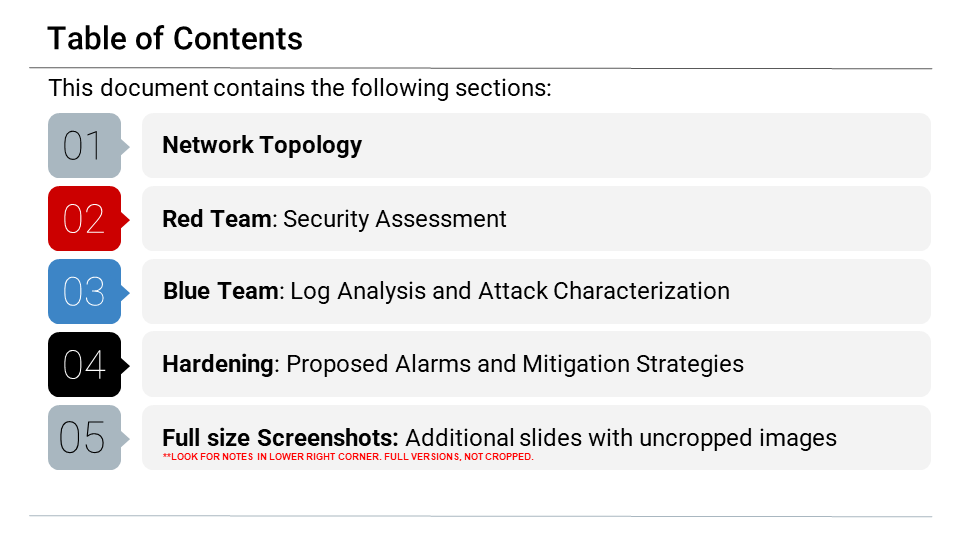 Table of Contents
This document contains the following sections:
01
Network Topology
02
Red Team: Security Assessment
03
Blue Team: Log Analysis and Attack Characterization
04
Hardening: Proposed Alarms and Mitigation Strategies
05
Full size Screenshots: Additional slides with uncropped images
**LOOK FOR NOTES IN LOWER RIGHT CORNER. FULL VERSIONS, NOT CROPPED.